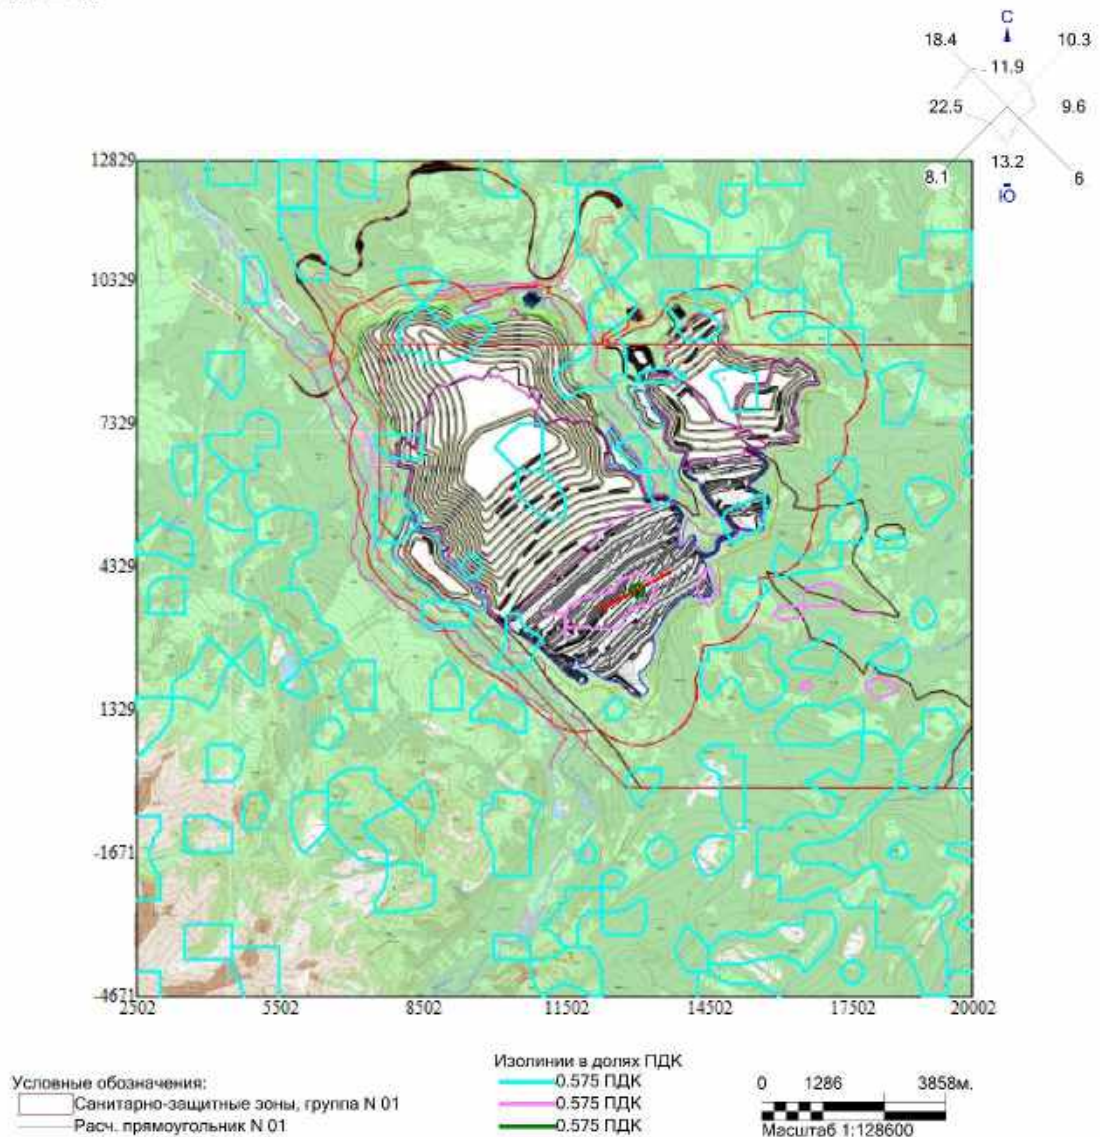 С
18.4 10.3
11.9
22.5 9.6
13.2
8.1 6
Ю
12829
10329
7329
4329
1329
-1671
-4671
2502 5502 8502 11502 14502 17502 20002
Изолинии в долях ПДК
Условные обозначения:
0.575 ПДК
0 1286 3858м.
Санитарно-защитные зоны, группа N 01
0.575 ПДК
Расч. прямоугольник N 01
0.575 ПДК
Масштаб 1:128600